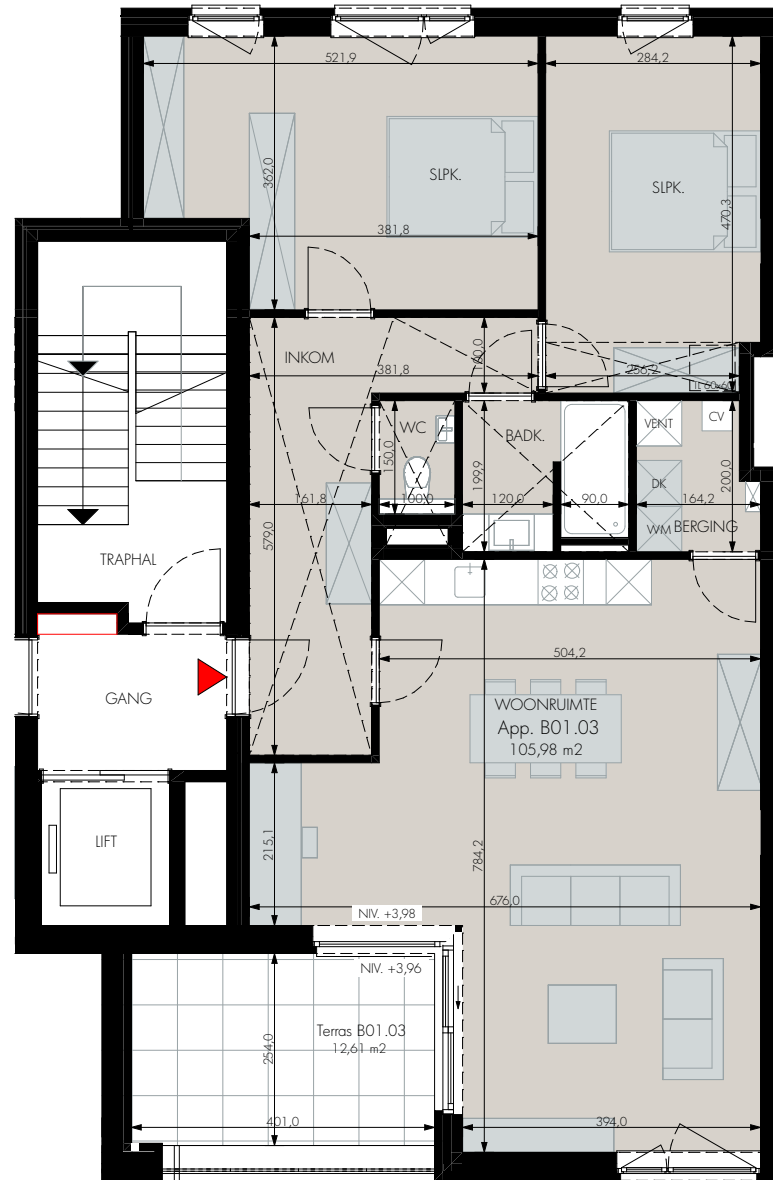 521,9
284,2
362,0
SLPK.
SLPK.
470,3
381,8
INKOM
120,0
381,8
256,2
WC
BADK.
VENT
CV
150,0
199,9
DK
200,0
161,8
100,0
120,0
90,0
164,2
WM
BERGING
579,0
TRAPHAL
504,2
GANG
WOONRUIMTE
App. B01.03
105,98 m2
LIFT
215,1
784,2
676,0
NIV. +3,98
NIV. +3,96
Terras B01.03
12,61 m2
254,0
401,0
394,0